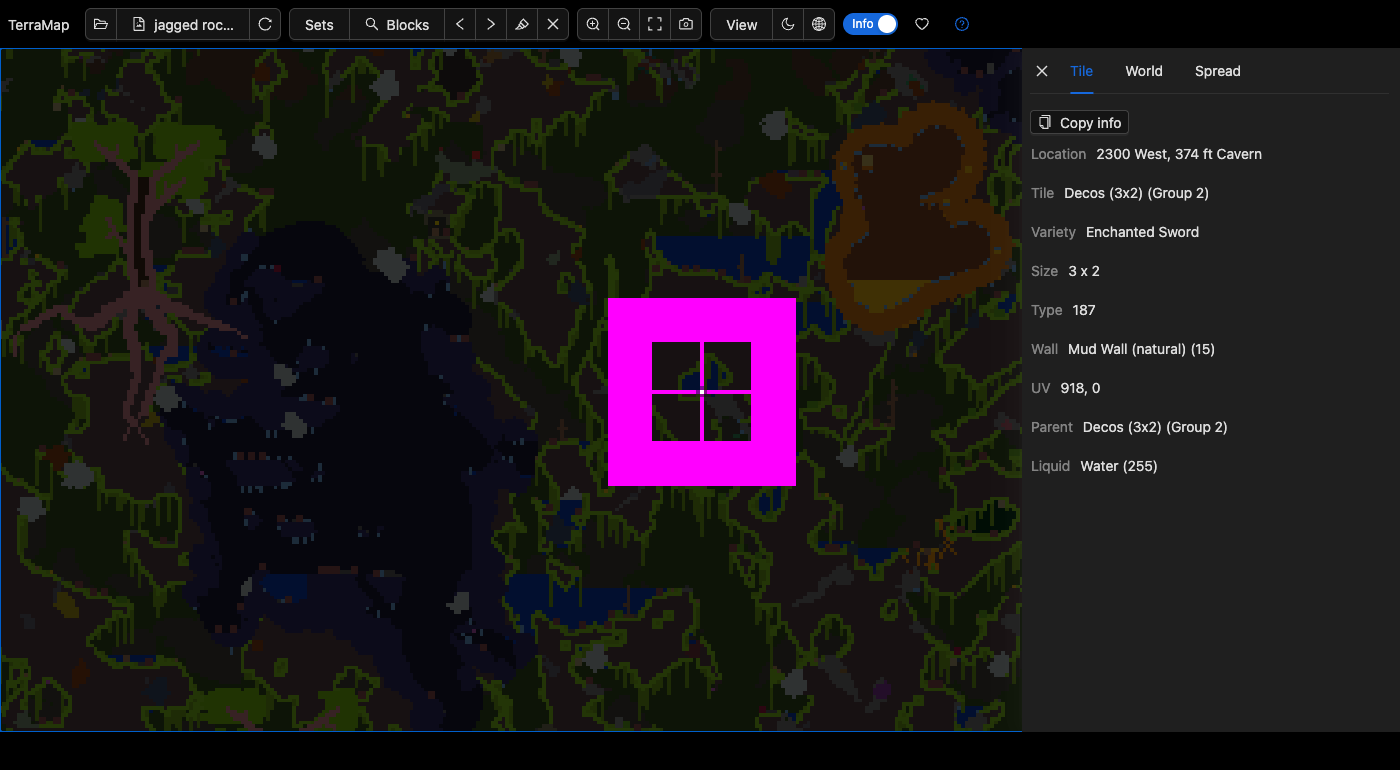 TerraMap jagged roc... Sets Blocks View Info
Tile World Spread
Copy info
Location 2300 West, 374 ft Cavern
Tile Decos (3x2) (Group 2)
Variety Enchanted Sword
Size 3 x 2
Type 187
Wall Mud Wall (natural) (15)
UV 918, 0
Parent Decos (3x2) (Group 2)
Liquid Water (255)